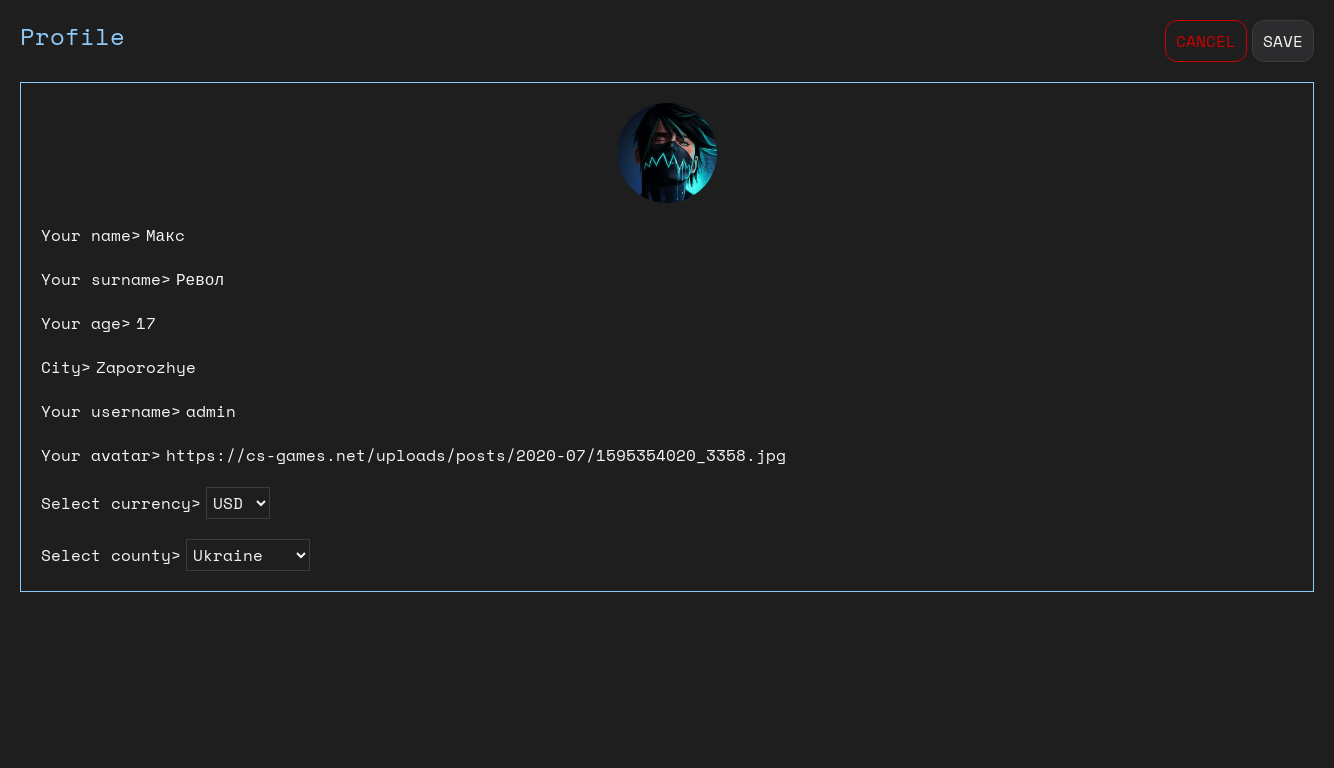 Profile
CANCEL SAVE
Your name> Макс
Your surname> Револ
Your age> 17
City> Zaporozhye
Your username> admin
Your avatar> https://cs-games.net/uploads/posts/2020-07/1595354020_3358.jpg
Select currency> USD
Select county> Ukraine